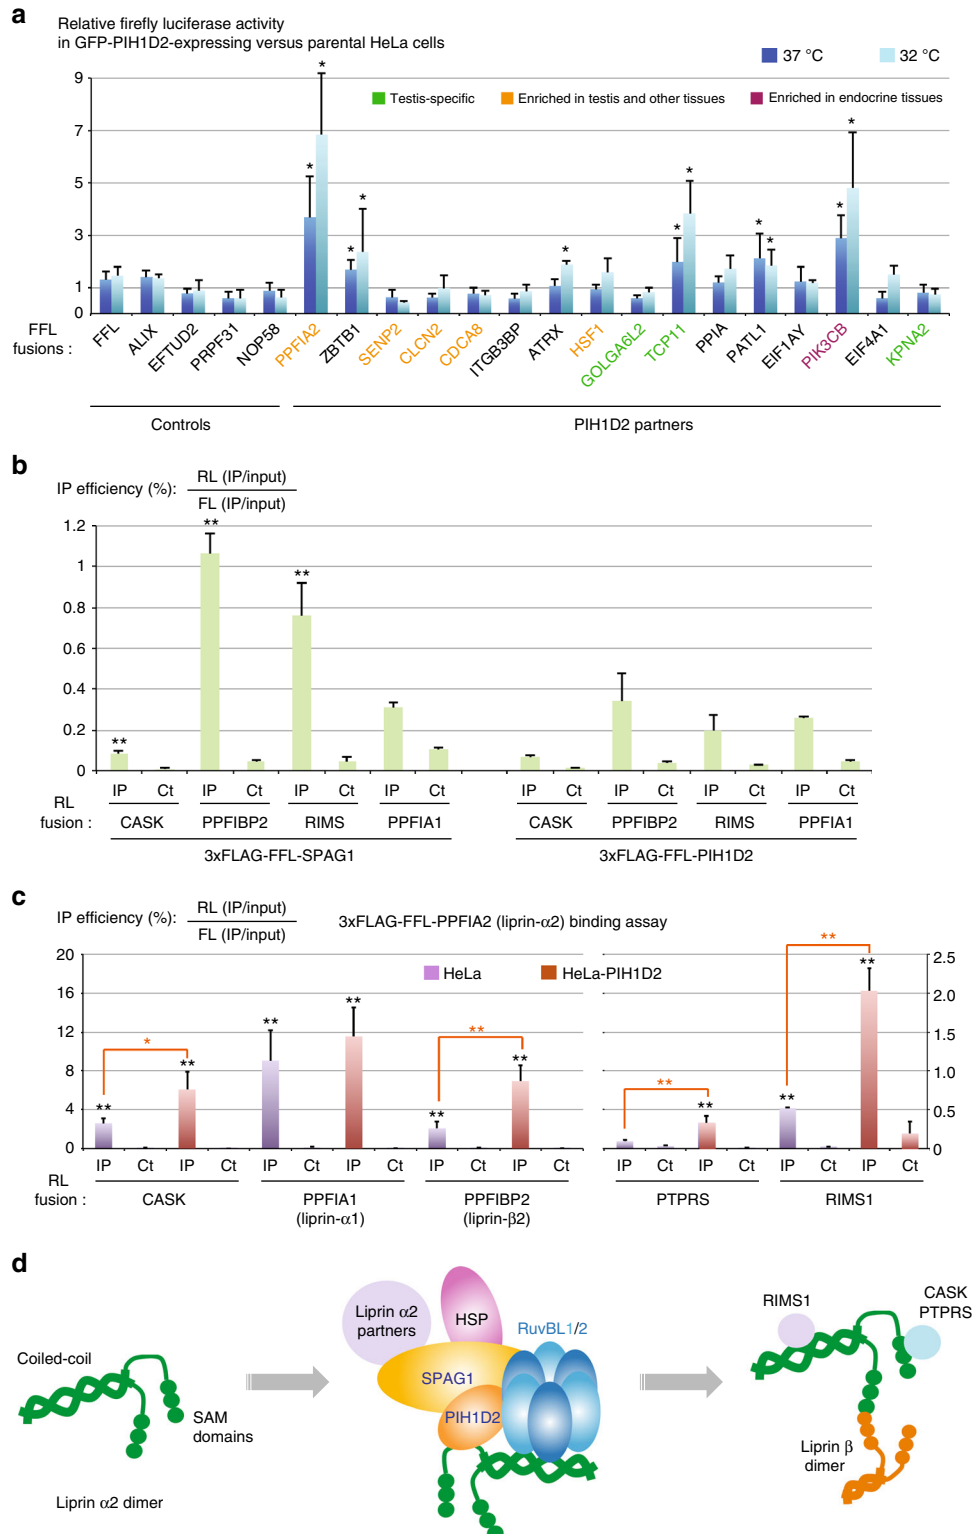 a
Relative firefly luciferase activity
in GFP-PIH1D2-expressing versus parental HeLa cells
37 °C
32 °C
Testis-specific
Enriched in testis and other tissues
Enriched in endocrine tissues
9
7
5
3
1
0
* * * * * * * * * * *
FFL
fusions :
FFL
ALIX
EFTUD2
PRPF31
NOP58
PPFIA2
ZBTB1
SENP2
CLCN2
CDCA8
ITGB3BP
ATRX
HSF1
GOLGA6L2
TCP11
PPIA
PATL1
EIF1AY
PIK3CB
EIF4A1
KPNA2
Controls
PIH1D2 partners
b
IP efficiency (%):
RL (IP/input)
FL (IP/input)
1.2
1
0.8
0.6
0.4
0.2
0
** ** **
IP Ct IP Ct IP Ct IP Ct IP Ct IP Ct IP Ct IP Ct
RL
fusion :
CASK PPFIBP2 RIMS PPFIA1 CASK PPFIBP2 RIMS PPFIA1
3xFLAG-FFL-SPAG1
3xFLAG-FFL-PIH1D2
c
IP efficiency (%):
RL (IP/input)
FL (IP/input)
3xFLAG-FFL-PPFIA2 (liprin-α2) binding assay
HeLa
HeLa-PIH1D2
20
16
12
8
4
0
2.5
2.0
1.5
1.0
0.5
0
** * ** ** ** ** ** ** ** ** ** ** **
IP Ct IP Ct IP Ct IP Ct IP Ct IP Ct IP Ct IP Ct IP Ct IP Ct
RL
fusion :
CASK
PPFIA1
(liprin-α1)
PPFIBP2
(liprin-β2)
PTPRS
RIMS1
d
Coiled-coil
SAM
domains
Liprin α2 dimer
Liprin α2
partners
HSP
RuvBL1/2
SPAG1
PIH1D2
RIMS1
CASK
PTPRS
Liprin β
dimer